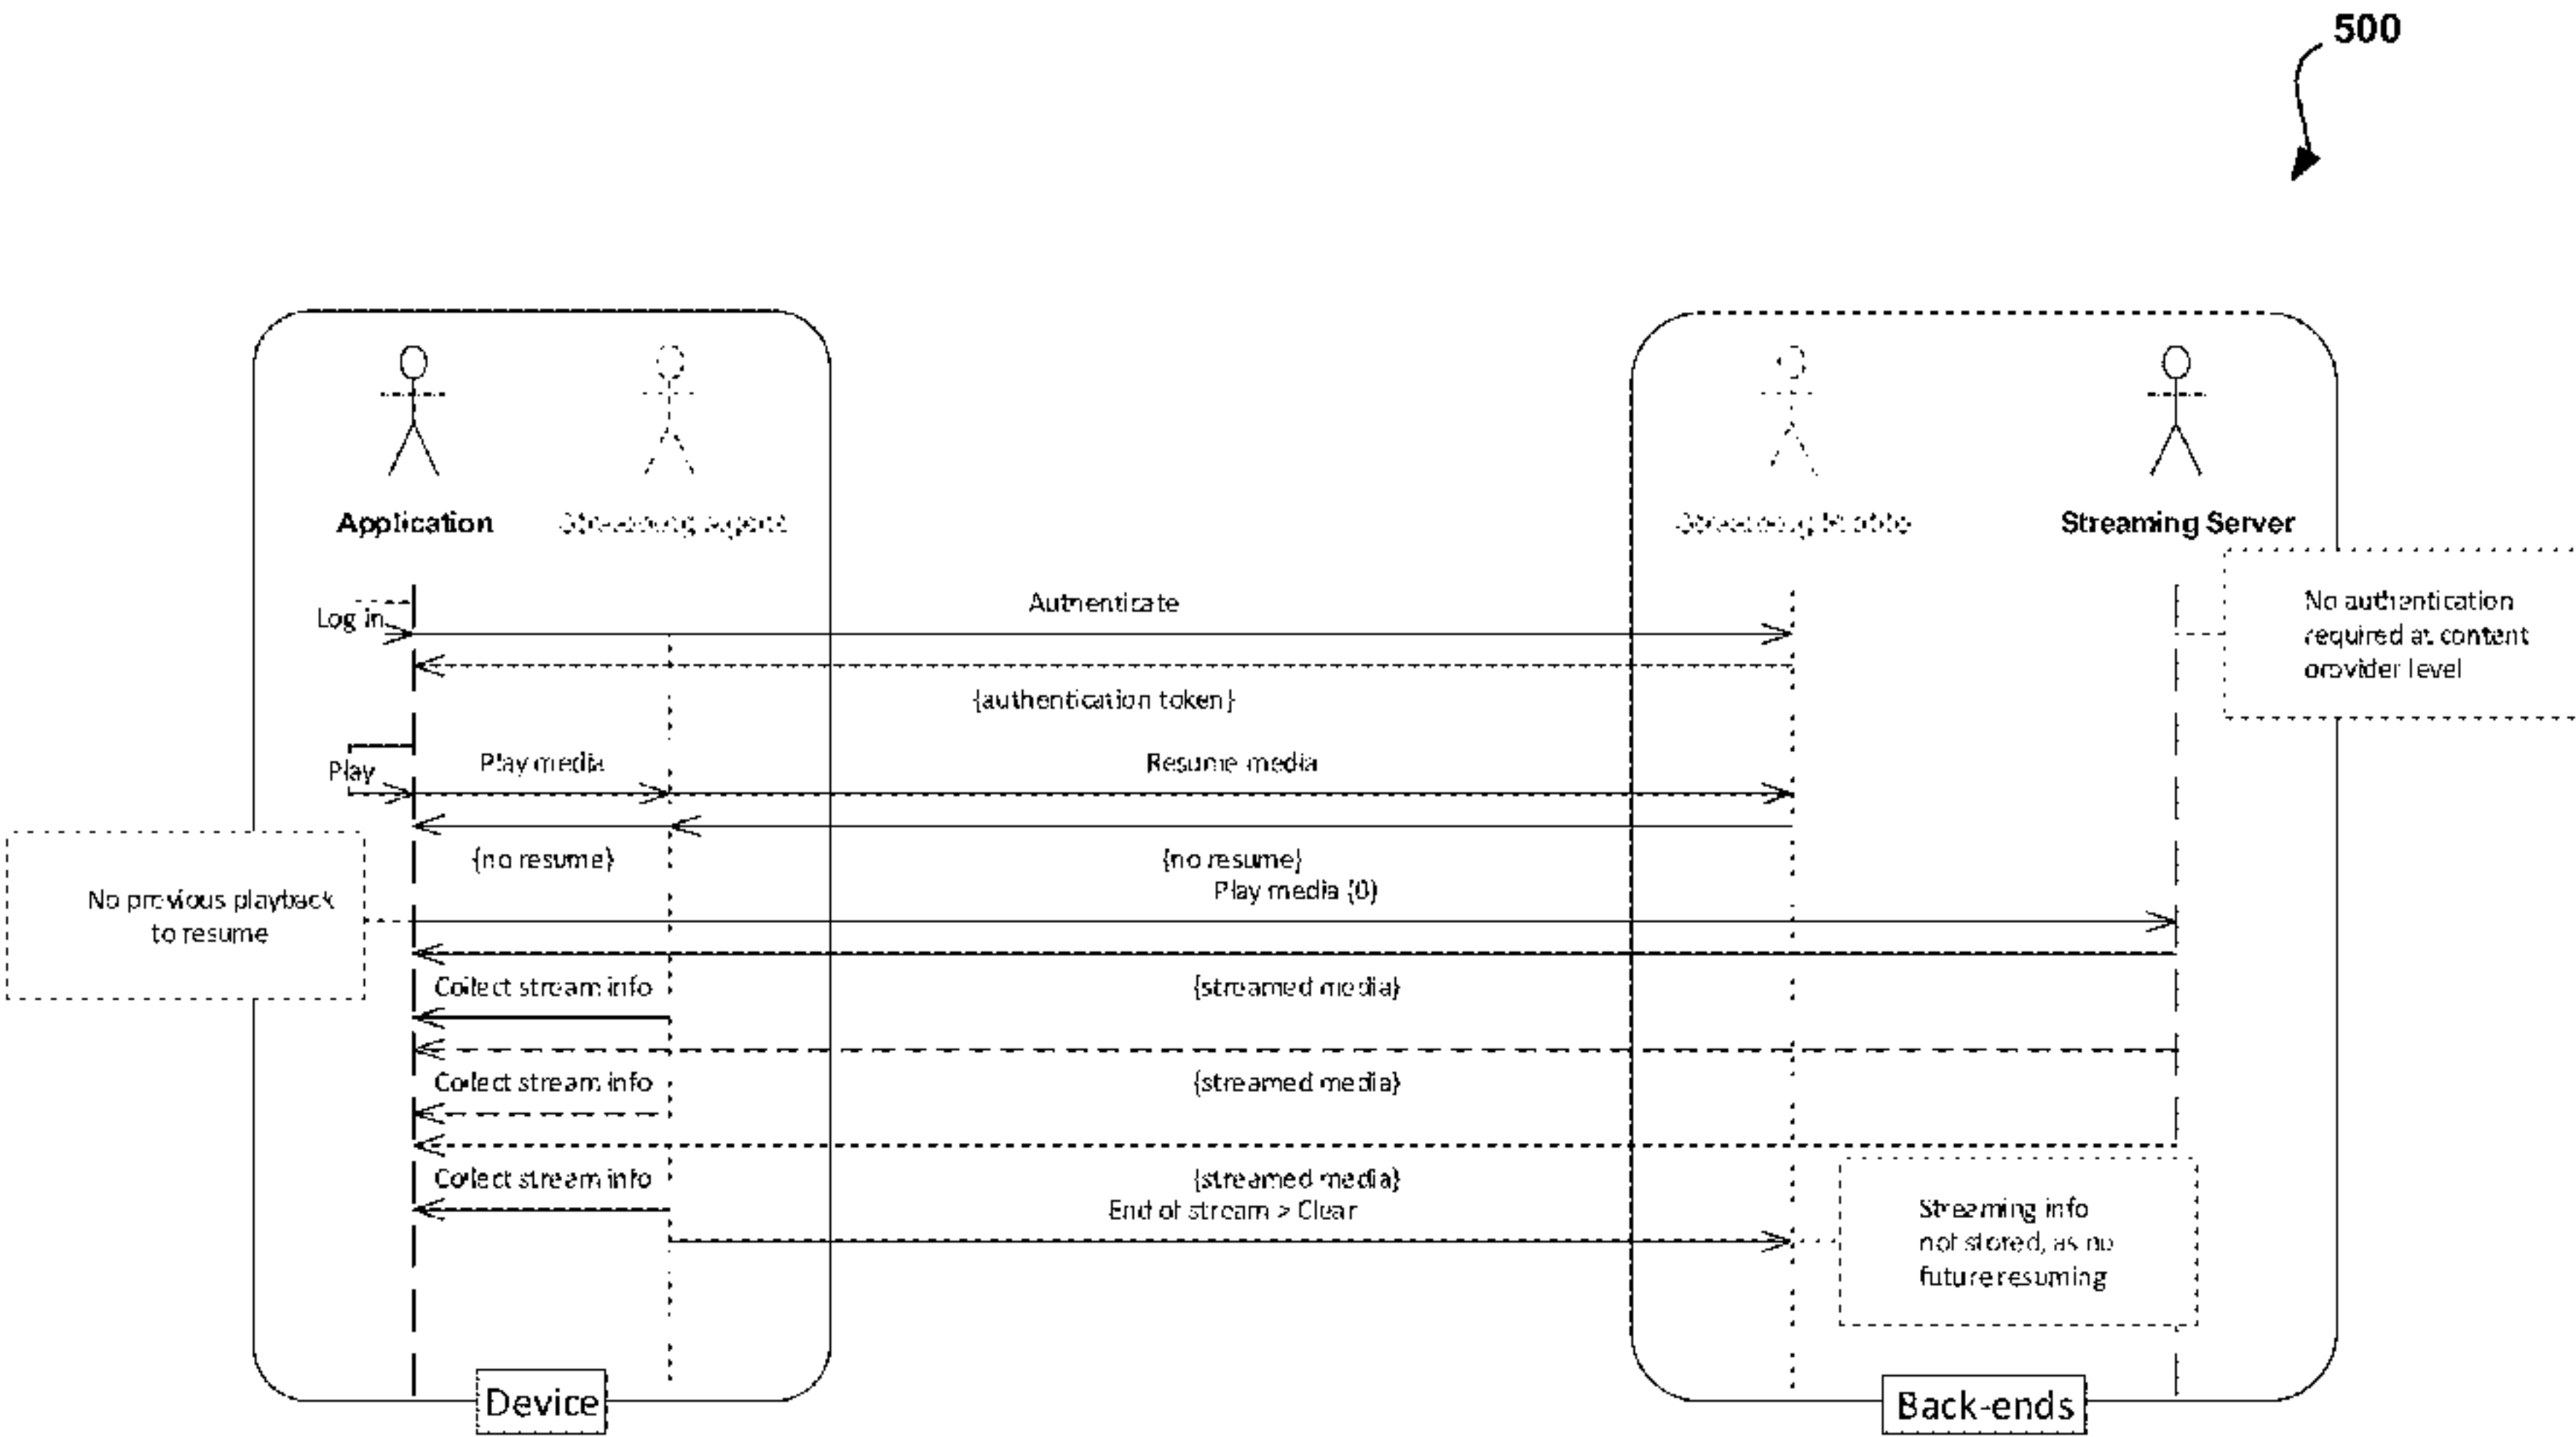 500
Application
Streaming Agent
Streaming
Streaming Server
Log in
Authenticate
No authentication
required at content
provider level
{authentication token}
Play
Play media
Resume media
{no resume}
{no resume}
No previous playback
to resume
Play media (0)
Collect stream info
{streamed media}
Collect stream info
{streamed media}
Collect stream info
{streamed media}
End of stream > Clear
Streaming info
not stored, as no
future resuming
Device
Back-ends